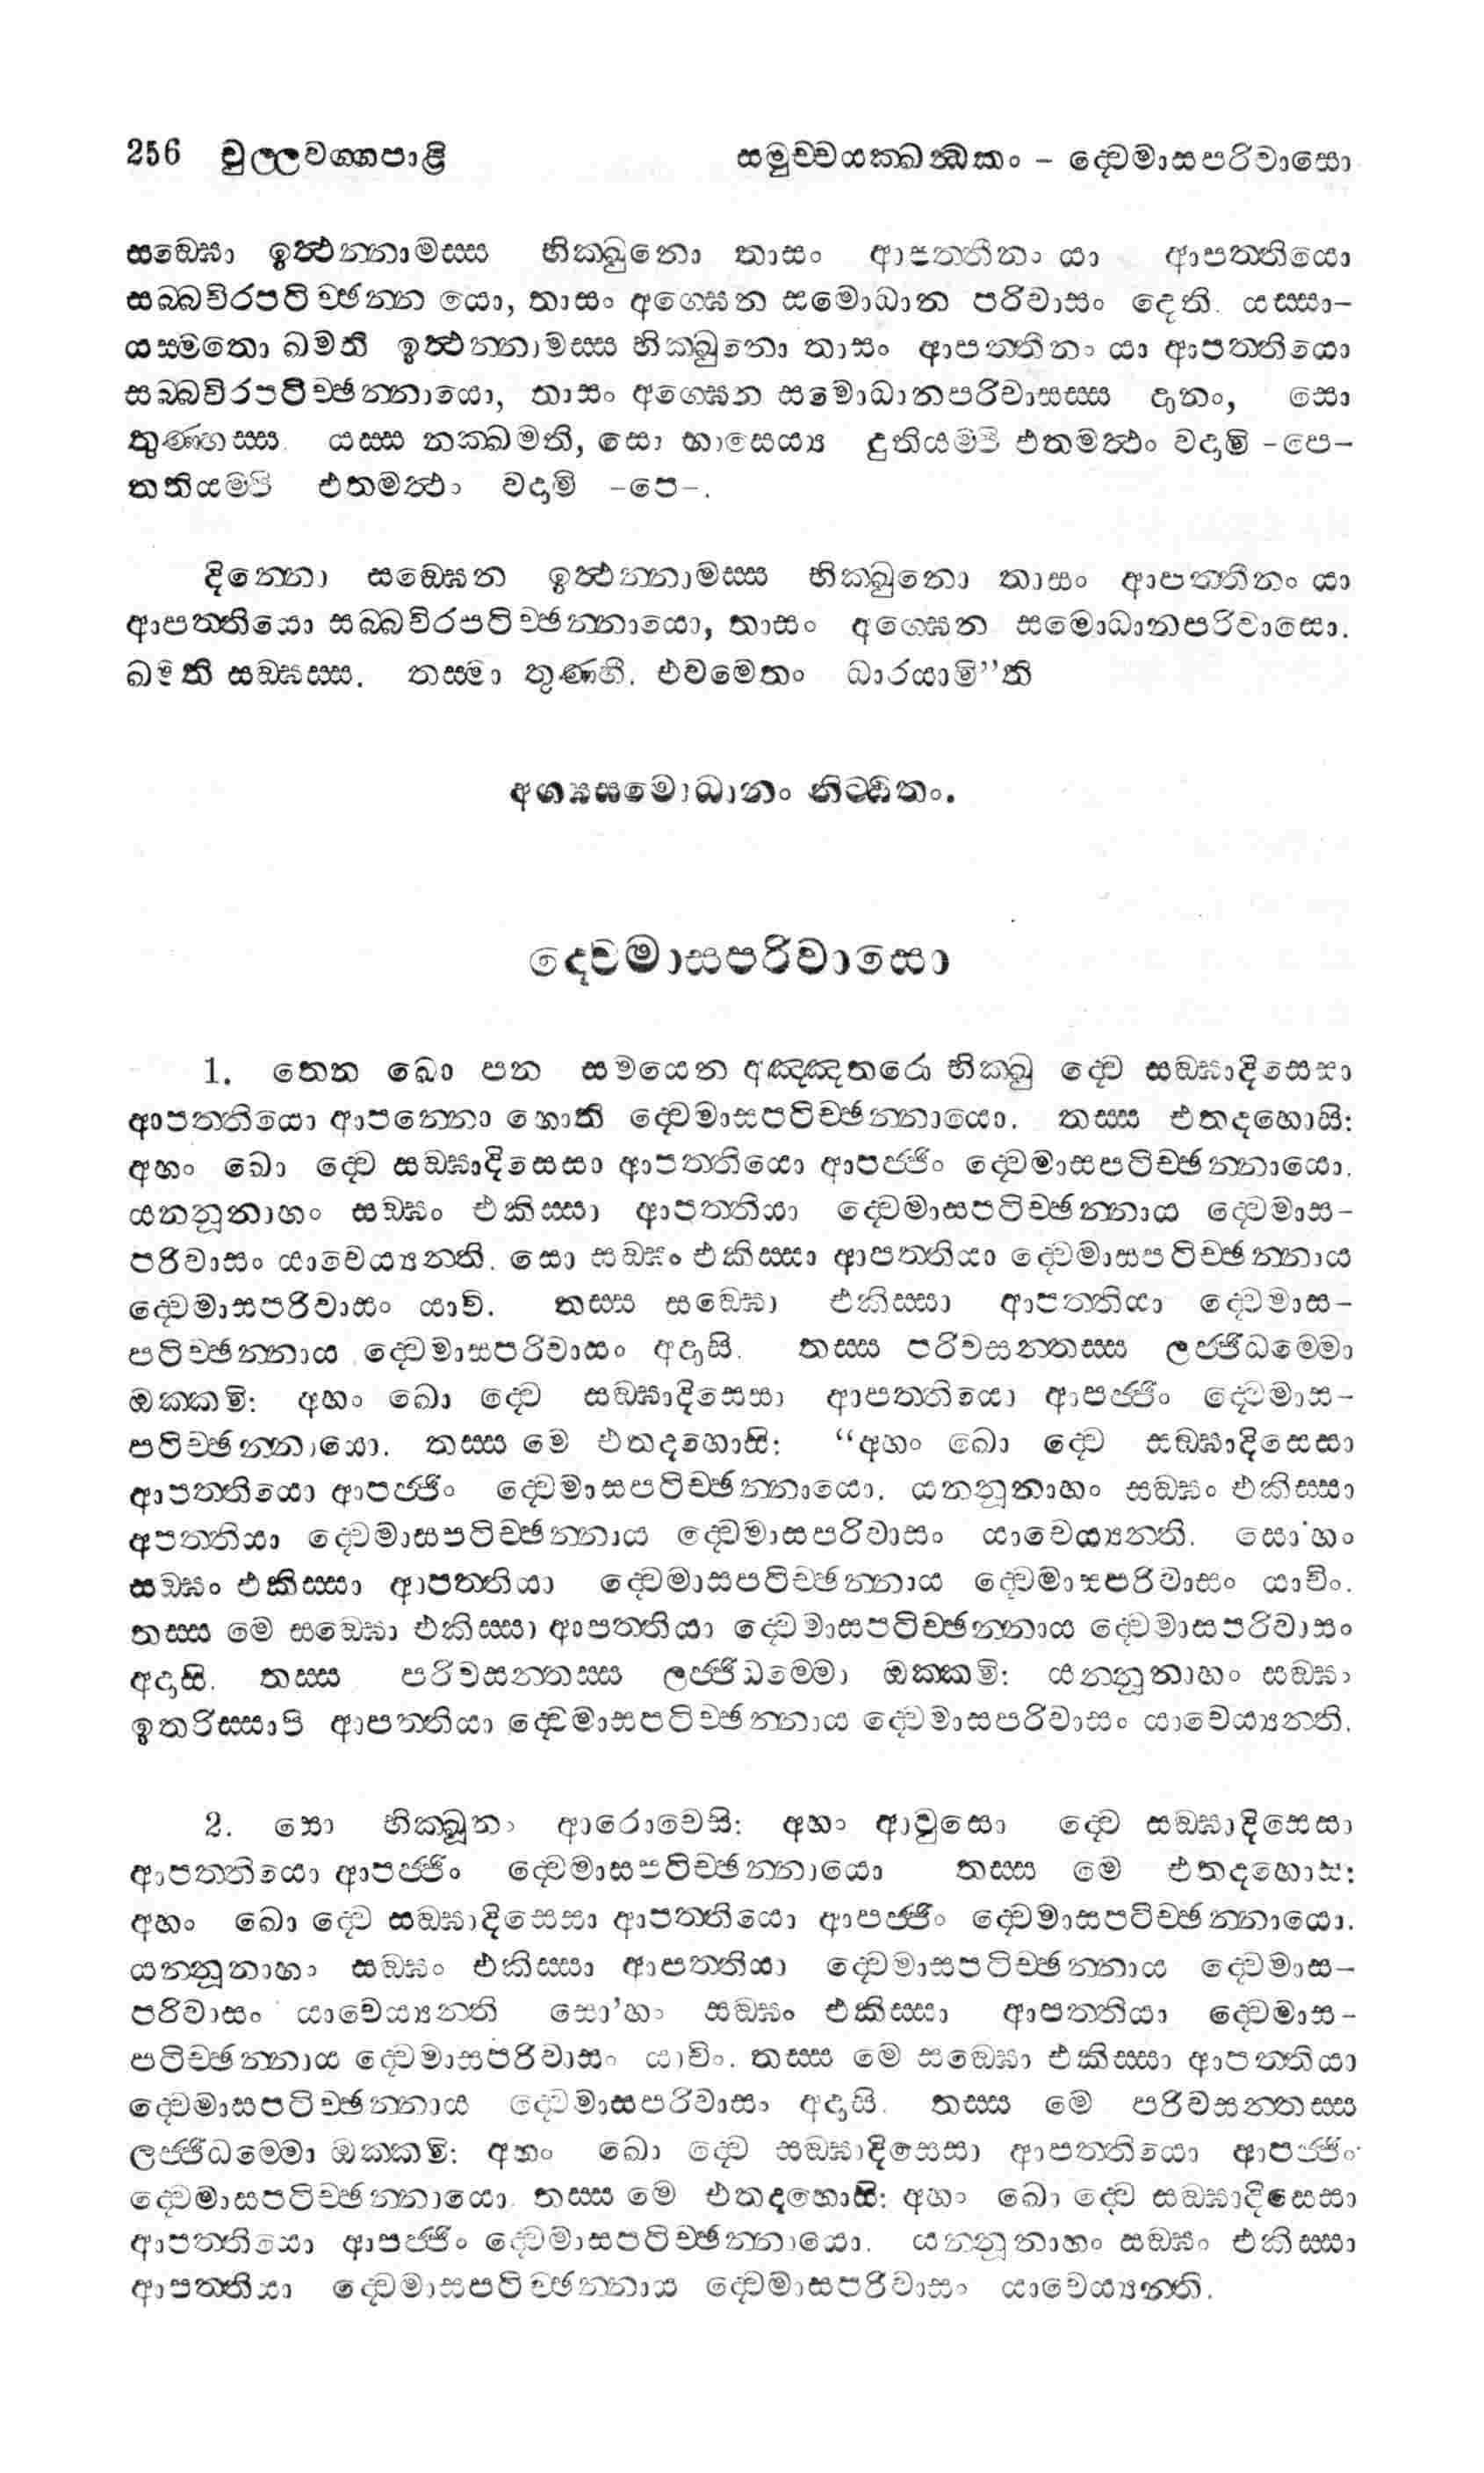 256 චුල්ලවග්ගපාළි සමුච්චයක්ඛන්ධකං - ද්වෙමාසපරිවාසො
සඞ්ඝො ඉත්ථන්නාමස්ස භික්ඛුනො තාසං ආපත්තීනං යා ආපත්තියො
සබ්බචිරපටිච්ඡන්න යො, තාසං අග්ඝෙන සමොධාන පරිවාසං දෙති. යස්සා-
යස්මතො ඛමති ඉත්ථන්නාමස්ස භික්ඛුනො තාසං ආපත්තීනං යා ආපත්තියො
සබ්බචිරපටිච්ඡන්නායො, තාසං අග්ඝෙන සමොධානපරිවාසස්ස දානං, සො
තුණ්හස්ස. යස්ස නක්ඛමති, සො භාසෙය්‍ය දුතියම්පි එතමත්ථං වදාමි -පෙ-
තතියම්පි එතමත්ථං වදාමි -පෙ-.
දින්නො සඞ්ඝෙන ඉත්ථන්නාමස්ස භික්ඛුනො තාසං ආපත්තීනං යා
ආපත්තියො සබ්බචිරපටිච්ඡන්නායො, තාසං අග්ඝෙන සමොධානපරිවාසො.
ඛමති සඞ්ඝස්ස. තස්මා තුණ්හී. එවමෙතං ධාරයාමි”ති
අග්ඝසමොධානං නිට්ඨිතං.
ද්වෙමාසපරිවාසො
1. තෙන ඛො පන සමයෙන අඤ්ඤතරො භික්ඛු ද්වෙ සඞ්ඝාදිසෙසා
ආපත්තියො ආපන්නො හොති ද්වෙමාසපටිච්ඡන්නායො. තස්ස එතදහොසි:
අහං ඛො ද්වෙ සඞ්ඝාදිසෙසා ආපත්තියො ආපජ්ජිං ද්වෙමාසපටිච්ඡන්නායො.
යන්නූනාහං සඞ්ඝං එකිස්සා ආපත්තියා ද්වෙමාසපටිච්ඡන්නාය ද්වෙමාස-
පරිවාසං යාචෙය්‍යන්ති. සො සඞ්ඝං එකිස්සා ආපත්තියා ද්වෙමාසපටිච්ඡන්නාය
ද්වෙමාසපරිවාසං යාචි. තස්ස සඞ්ඝො එකිස්සා ආපත්තියා ද්වෙමාස-
පටිච්ඡන්නාය ද්වෙමාසපරිවාසං අදාසි. තස්ස පරිවසන්තස්ස ලජ්ජිධම්මො
ඔක්කමි: අහං ඛො ද්වෙ සඞ්ඝාදිසෙසා ආපත්තියො ආපජ්ජිං ද්වෙමාස-
පටිච්ඡන්නායො. තස්ස මෙ එතදහොසි: “අහං ඛො ද්වෙ සඞ්ඝාදිසෙසා
ආපත්තියො ආපජ්ජිං ද්වෙමාසපටිච්ඡන්නායො. යන්නූනාහං සඞ්ඝං එකිස්සා
අපත්තියා ද්වෙමාසපටිච්ඡන්නාය ද්වෙමාසපරිවාසං යාචෙය්‍යන්ති. සො'හං
සඞ්ඝං එකිස්සා ආපත්තියා ද්වෙමාසපටිච්ඡන්නාය ද්වෙමාසපරිවාසං යාචිං.
තස්ස මෙ සඞ්ඝො එකිස්සා ආපත්තියා ද්වෙමාසපටිච්ඡන්නාය ද්වෙමාසපරිවාසං
අදාසි. තස්ස පරිවසන්තස්ස ලජ්ජිධම්මො ඔක්කමි: යන්නූනාහං සඞ්ඝං
ඉතරිස්සාපි ආපත්තියා ද්වෙමාසපටිච්ඡන්නාය ද්වෙමාසපරිවාසං යාචෙය්‍යන්ති.
2. සො භික්ඛූනං ආරොචෙසි: අහං ආවුසො ද්වෙ සඞ්ඝාදිසෙසා
ආපත්තියො ආපජ්ජිං ද්වෙමාසපටිච්ඡන්නායො තස්ස මෙ එතදහොසි:
අහං ඛො ද්වෙ සඞ්ඝාදිසෙසා ආපත්තියො ආපජ්ජිං ද්වෙමාසපටිච්ඡන්නායො.
යන්නූනාහං සඞ්ඝං එකිස්සා ආපත්තියා ද්වෙමාසපටිච්ඡන්නාය ද්වෙමාස-
පරිවාසං යාචෙය්‍යන්ති සො'හං සඞ්ඝං එකිස්සා ආපත්තියා ද්වෙමාස-
පටිච්ඡන්නාය ද්වෙමාසපරිවාසං යාචිං. තස්ස මෙ සඞ්ඝො එකිස්සා ආපත්තියා
ද්වෙමාසපටිච්ඡන්නාය ද්වෙමාසපරිවාසං අදාසි. තස්ස මෙ පරිවසන්තස්ස
ලජ්ජිධම්මො ඔක්කමි: අහං ඛො ද්වෙ සඞ්ඝාදිසෙසා ආපත්තියො ආපජ්ජිං
ද්වෙමාසපටිච්ඡන්නායො. තස්ස මෙ එතදහොසි: අහං ඛො ද්වෙ සඞ්ඝාදිසෙසා
ආපත්තියො ආපජ්ජිං ද්වෙමාසපටිච්ඡන්නායො. යන්නූනාහං සඞ්ඝං එකිස්සා
ආපත්තියා ද්වෙමාසපටිච්ඡන්නාය ද්වෙමාසපරිවාසං යාචෙය්‍යන්ති.